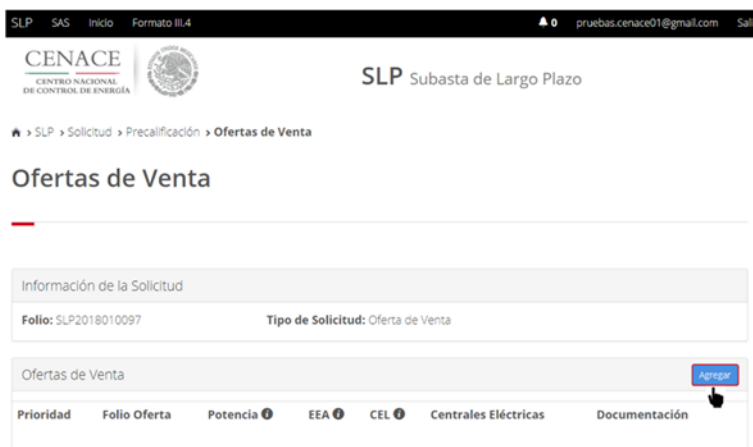 SLP SAS Inicio Formato III.4 0 pruebas.cenace01@gmail.com Sali
CENACE
CENTRO NACIONAL
DE CONTROL DE ENERGÍA
SLP Subasta de Largo Plazo
> SLP > Solicitud > Precalificación > Ofertas de Venta
Ofertas de Venta
Información de la Solicitud
Folio: SLP2018010097 Tipo de Solicitud: Oferta de Venta
Ofertas de Venta Agregar
Prioridad Folio Oferta Potencia EEA CEL Centrales Eléctricas Documentación